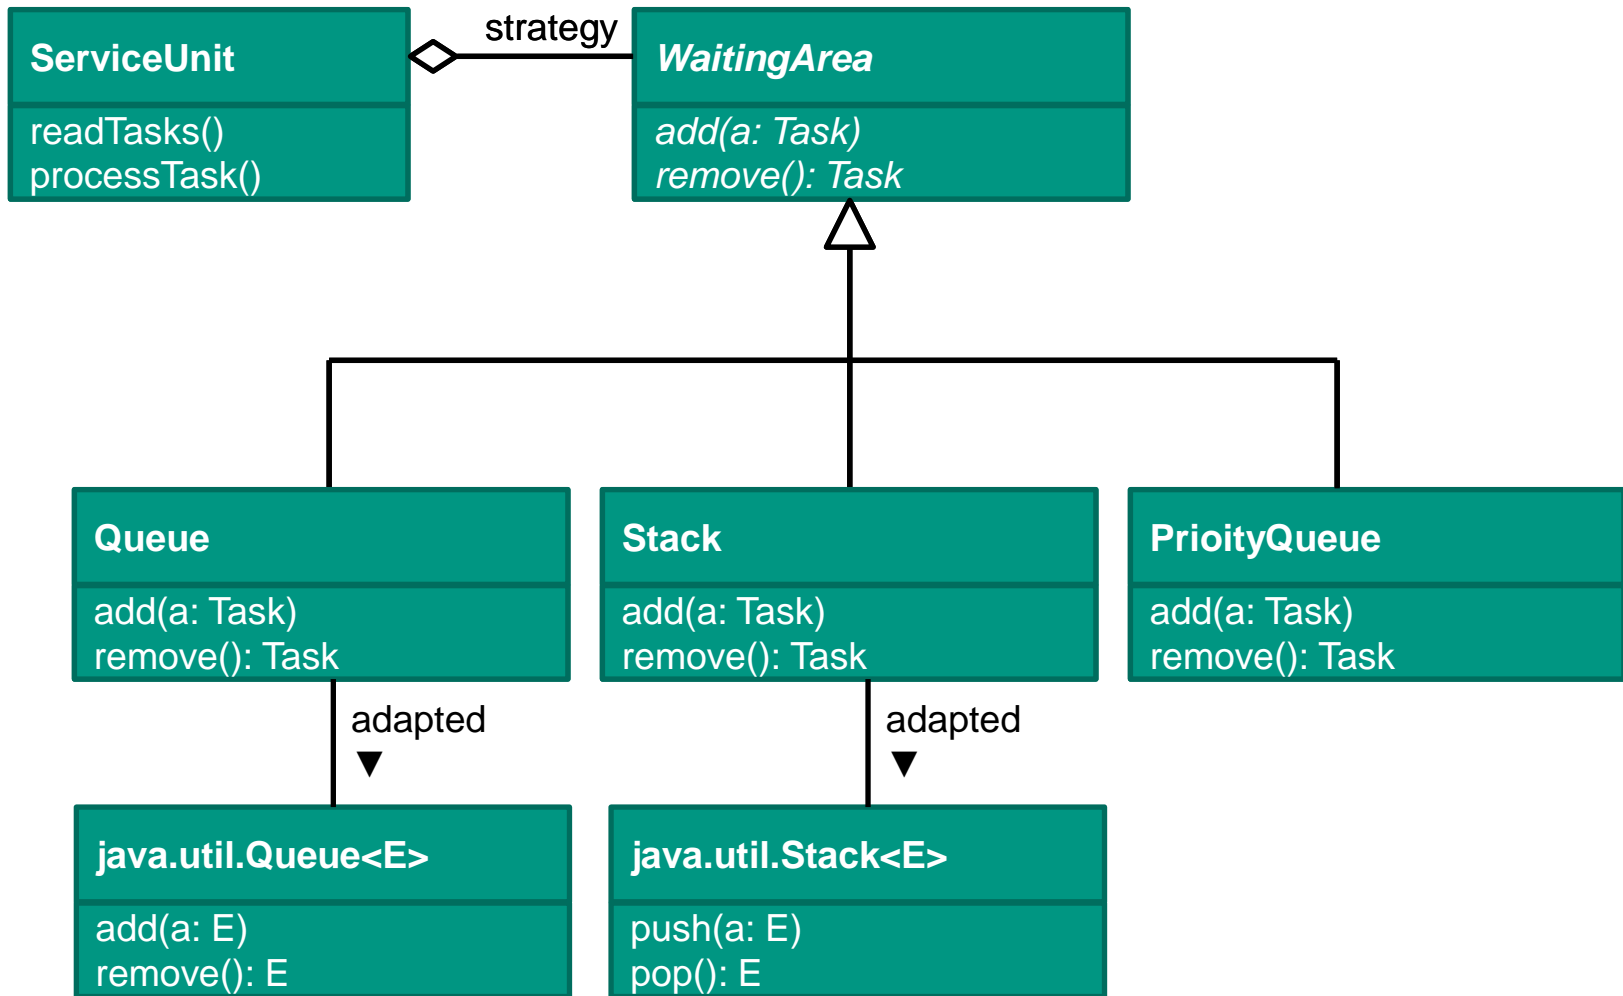 ServiceUnit
readTasks()
processTask()
strategy
WaitingArea
add(a: Task)
remove(): Task
Queue
add(a: Task)
remove(): Task
Stack
add(a: Task)
remove(): Task
PrioityQueue
add(a: Task)
remove(): Task
adapted
adapted
java.util.Queue<E>
add(a: E)
remove(): E
java.util.Stack<E>
push(a: E)
pop(): E